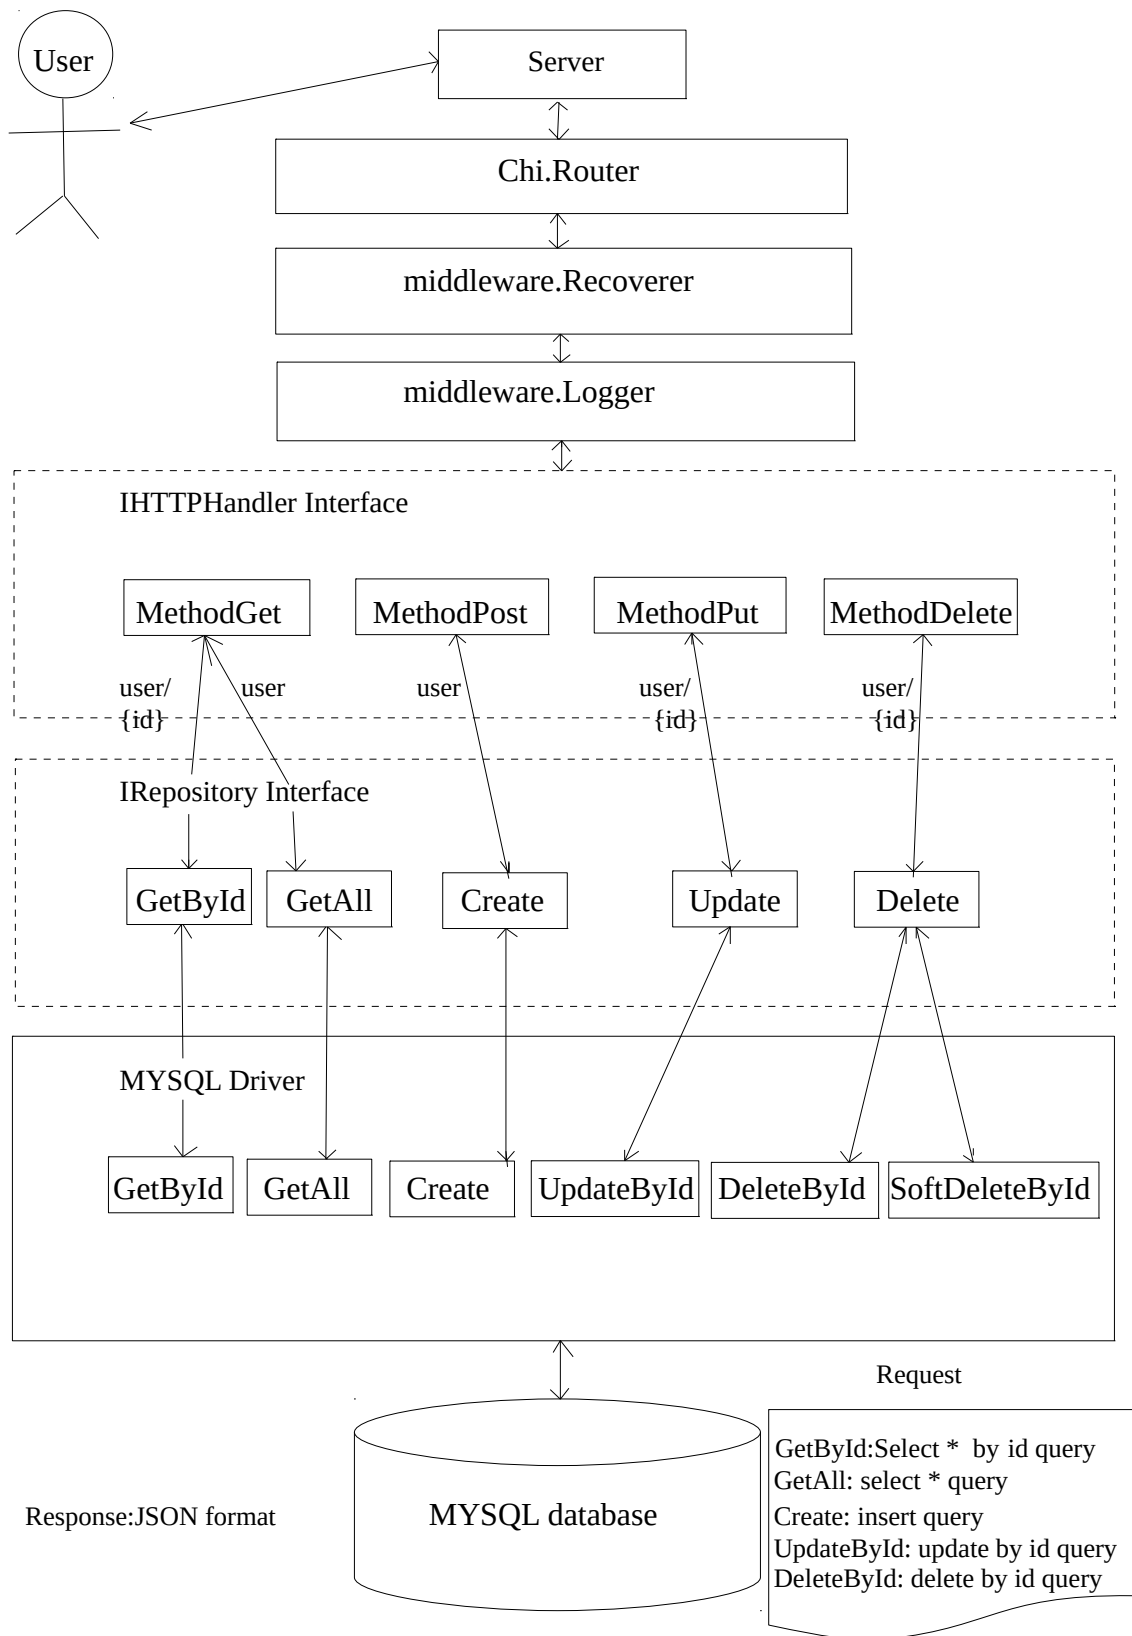 User
Server
Chi.Router
middleware.Recoverer
middleware.Logger
IHTTPHandler Interface
MethodGet
MethodPost
MethodPut
MethodDelete
user/
{id}
user
user
user/
{id}
user/
{id}
IRepository Interface
GetById
GetAll
Create
Update
Delete
MYSQL Driver
GetById
GetAll
Create
UpdateById
DeleteById
SoftDeleteById
Request
GetById:Select * by id query
GetAll: select * query
Create: insert query
UpdateById: update by id query
DeleteById: delete by id query
Response:JSON format
MYSQL database